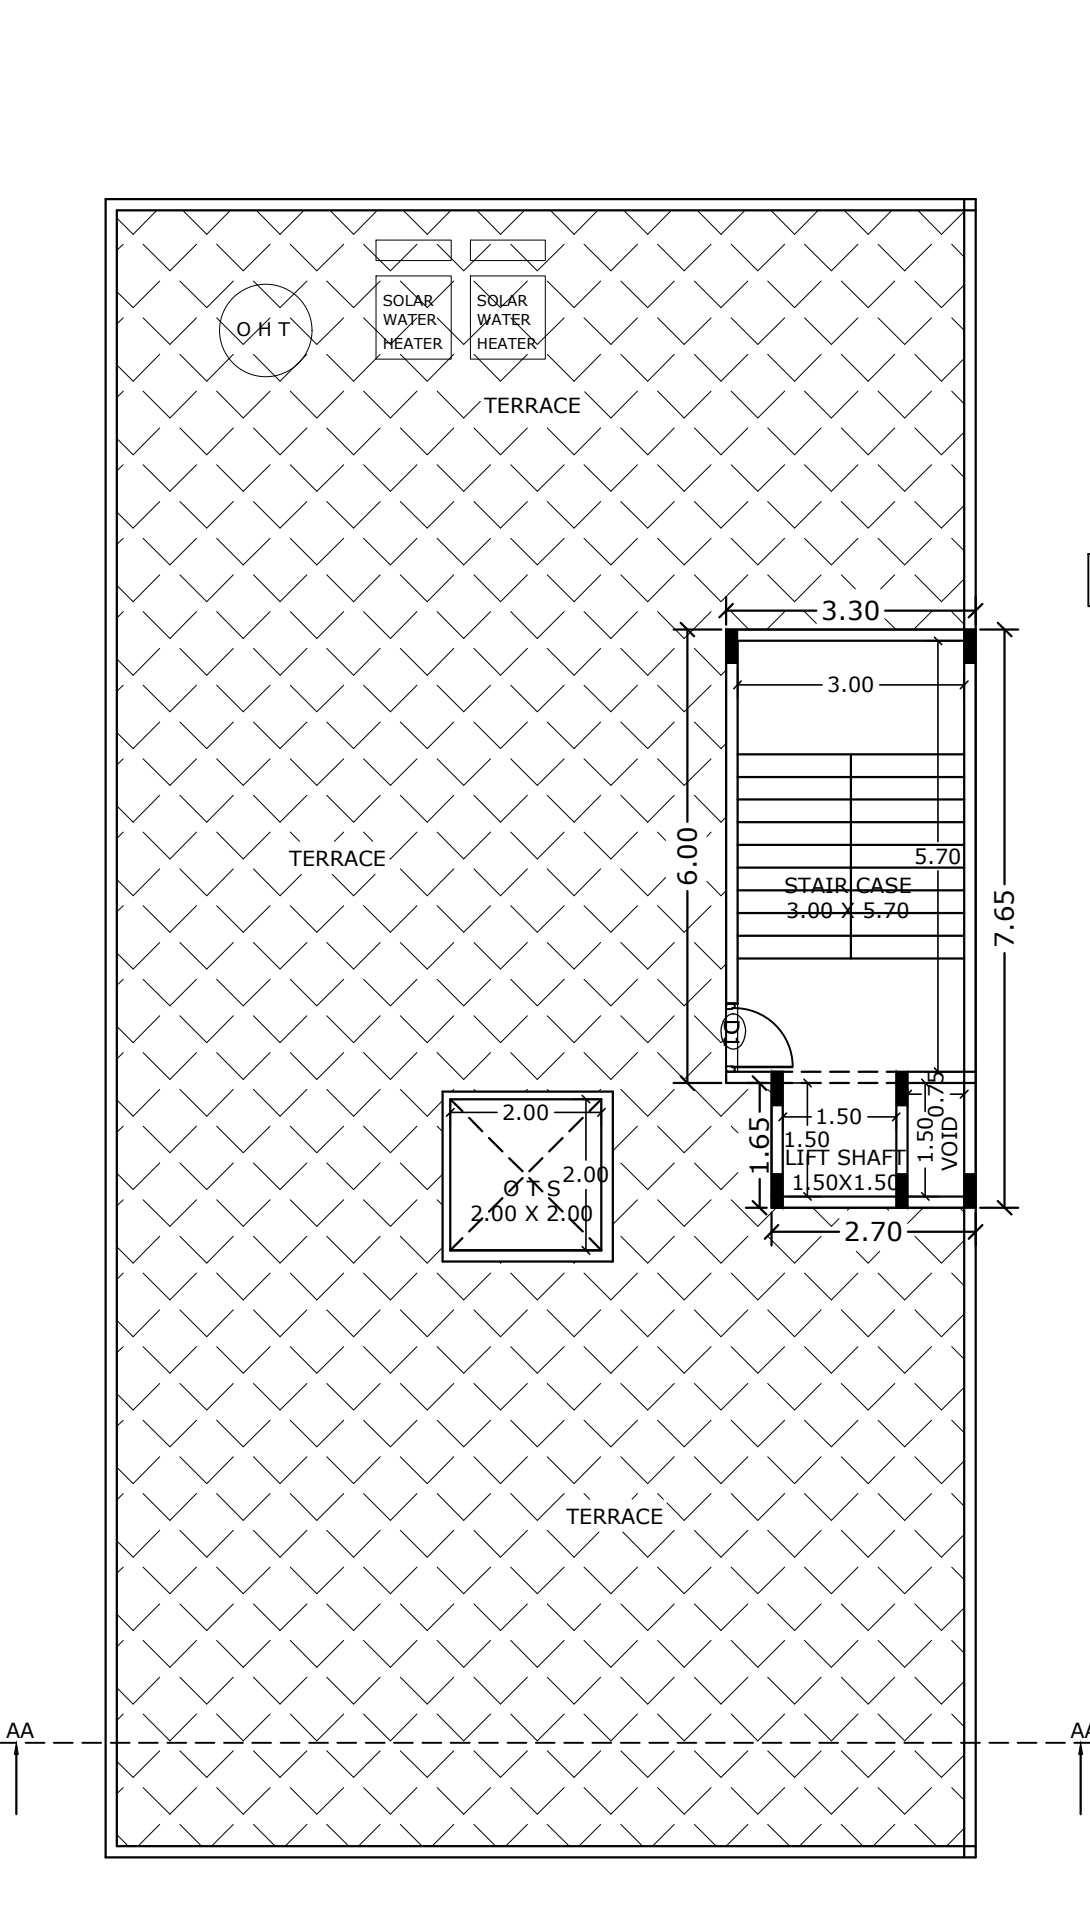 SOLAR
WATER
HEATER
SOLAR
WATER
HEATER
O H T
TERRACE
3.30
3.00
6.00
5.70
TERRACE
STAIR CASE
3.00 X 5.70
7.65
D1
2.00
2.00
O T S
2.00 X 2.00
1.65
1.50
1.50
LIFT SHAFT
1.50X1.50
1.50
0.75
VOID
2.70
TERRACE
AA
AA